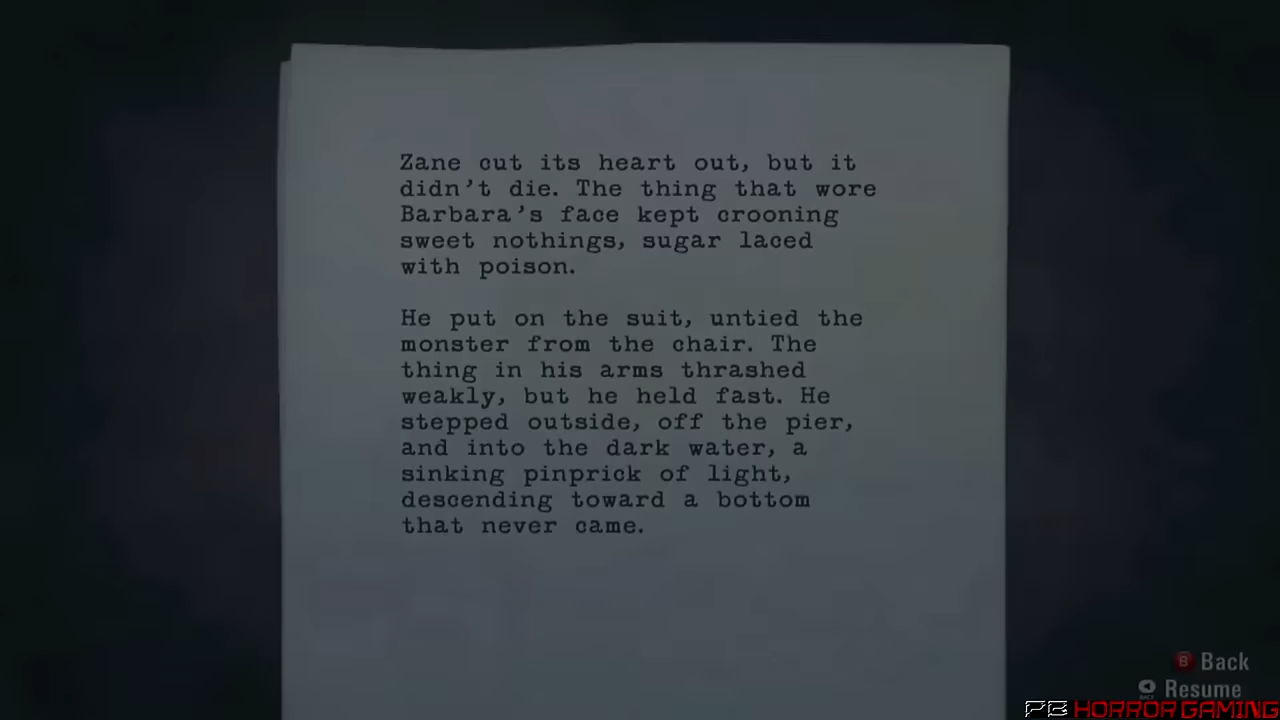 Zane cut its heart out, but it
didn't die. The thing that wore
Barbara's face kept crooning
sweet nothings, sugar laced
with poison.
He put on the suit, untied the
monster from the chair. The
thing in his arms thrashed
weakly, but he held fast. He
stepped outside, off the pier,
and into the dark water, a
sinking pinprick of light,
descending toward a bottom
that never came.
B Back
BACK Resume
PE HORROR GAMING